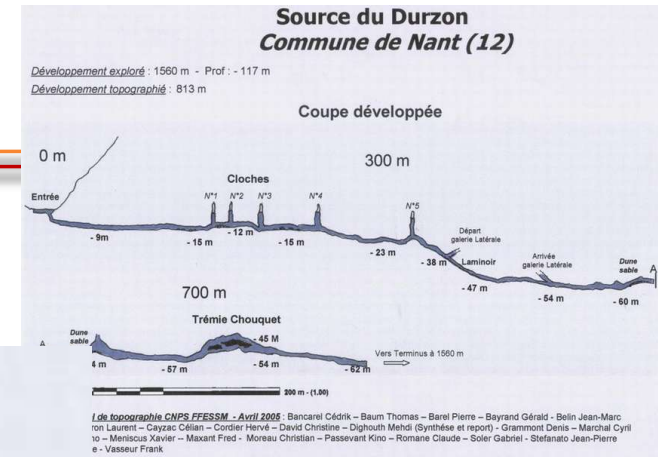 Source du Durzon
Commune de Nant (12)
Développement exploré : 1560 m - Prof : - 117 m
Développement topographié : 813 m
Coupe développée
0 m
300 m
Cloches
Entrée
N°1
N°2
N°3
N°4
N°5
- 9m
- 15 m
- 12 m
- 15 m
- 23 m
Départ
galerie Latérale
- 38 m
Laminoir
- 47 m
Arrivée
galerie Latérale
- 54 m
Dune
sable
- 60 m
A
700 m
Trémie Chouquet
A
Dune
sable
4 m
- 57 m
- 45 M
- 54 m
- 62 m
Vers Terminus à 1560 m
200 m - (1.00)
l de topographie CNPS FFESSM - Avril 2005 : Bancarel Cédrik – Baum Thomas – Barel Pierre – Bayrand Gérald - Belin Jean-Marc
ron Laurent – Cayzac Célian – Cordier Hervé – David Christine – Dighouth Mehdi (Synthése et report) - Grammont Denis – Marchal Cyril
no – Meniscus Xavier – Maxant Fred - Moreau Christian – Passevant Kino – Romane Claude – Soler Gabriel - Stefanato Jean-Pierre
e - Vasseur Frank